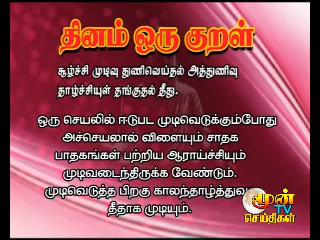 தினம் ஒரு குறள்
சூழ்ச்சி முடிவு துணிவெய்தல் அத்துணிவு
தாழ்ச்சியுள் தங்குதல் தீது.
ஒரு செயலில் ஈடுபட முடிவெடுக்கும்போது
அச்செயலால் விளையும் சாதக
பாதகங்கள் பற்றிய ஆராய்ச்சியும்
முடிவடைந்திருக்க வேண்டும்.
முடிவெடுத்த பிறகு காலந்தாழ்த்துவ
தீதாக முடியும்.
மூன்
TV
செய்திகள்